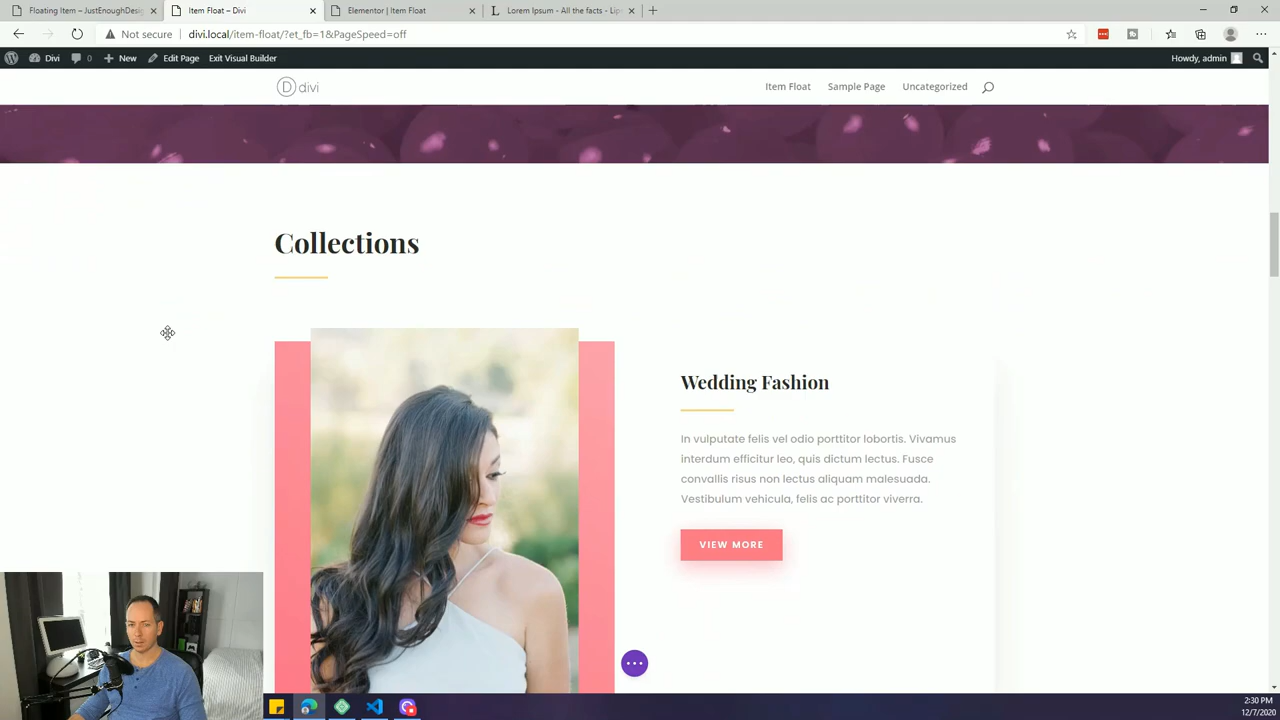 Floating Item – JustEnoughDesig
Item Float – Divi
Elementor | Item Float
Lorem Ipsum - All the facts - Lips
Not secure
divi.local/item-float/?et_fb=1&PageSpeed=off
Divi
0
New
Edit Page
Exit Visual Builder
Howdy, admin
D divi
Item Float
Sample Page
Uncategorized
Collections
Wedding Fashion
In vulputate felis vel odio porttitor lobortis. Vivamus
interdum efficitur leo, quis dictum lectus. Fusce
convallis risus non lectus aliquam malesuada.
Vestibulum vehicula, felis ac porttitor viverra.
VIEW MORE
2:30 PM
12/7/2020